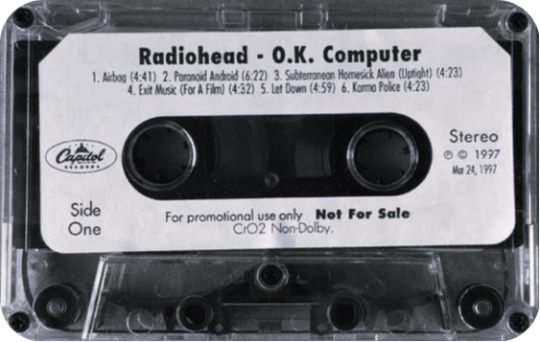 Radiohead - O.K. Computer
1. Airbag (4:41) 2. Paranoid Android (6:22) 3. Subterranean Homesick Alien (Uptight) (4:23)
4. Exit Music (For A Film) (4:32) 5. Let Down (4:59) 6. Karma Police (4:23)
Capitol
RECORDS
Stereo
℗ © 1997
Mar 24, 1997
Side
One
For promotional use only Not For Sale
CrO2 Non-Dolby.